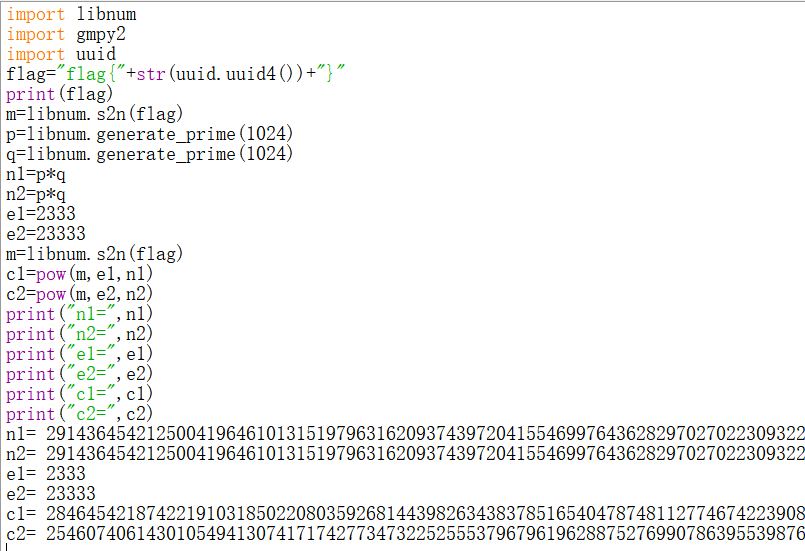 import libnum
import gmpy2
import uuid
flag="flag{"+str(uuid.uuid4())+"}"
print(flag)
m=libnum.s2n(flag)
p=libnum.generate_prime(1024)
q=libnum.generate_prime(1024)
n1=p*q
n2=p*q
e1=2333
e2=23333
m=libnum.s2n(flag)
c1=pow(m,e1,n1)
c2=pow(m,e2,n2)
print("n1=",n1)
print("n2=",n2)
print("e1=",e1)
print("e2=",e2)
print("c1=",c1)
print("c2=",c2)
n1= 2914364542125004196461013151979631620937439720415546997643628297027022309322
n2= 2914364542125004196461013151979631620937439720415546997643628297027022309322
e1= 2333
e2= 23333
c1= 2846454218742219103185022080359268144398263438378516540478748112774674223908
c2= 2546074061430105494130741717427734732252555379679619628875276990786395539876